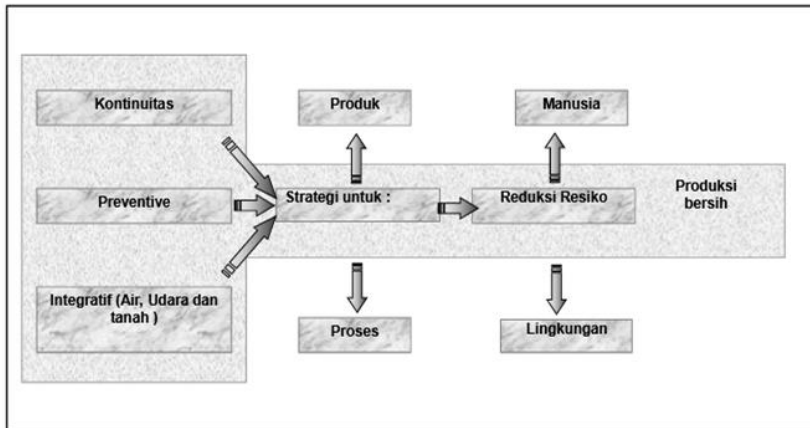 Kontinuitas
Produk
Manusia
Preventive
Strategi untuk :
Reduksi Resiko
Produksi
bersih
Integratif (Air, Udara dan
tanah )
Proses
Lingkungan